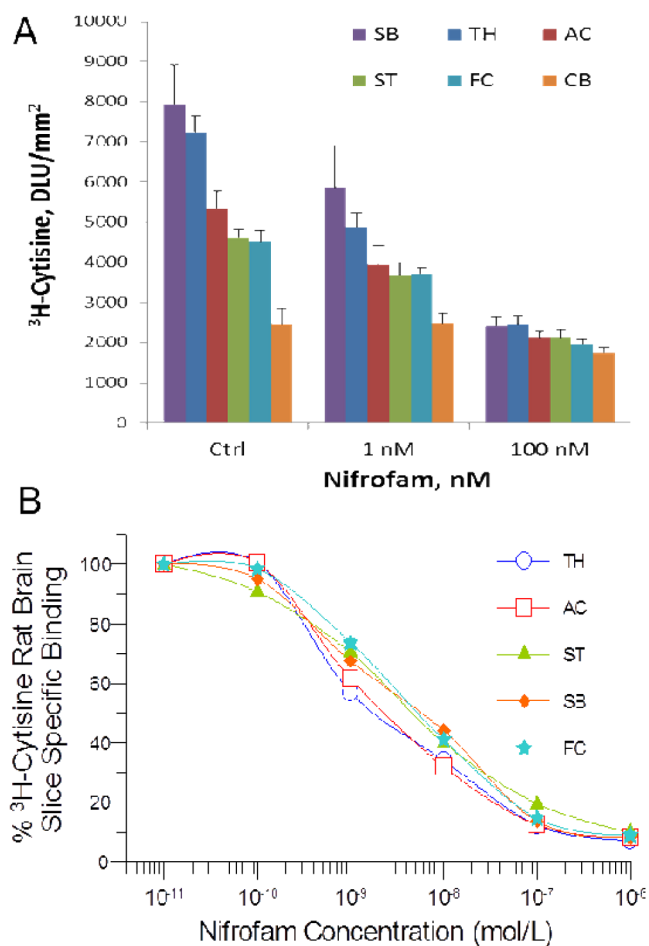 A
10000
9000
8000
7000
6000
5000
4000
3000
2000
1000
0
³H-Cytisine, DLU/mm²
SB TH AC
ST FC CB
Ctrl 1 nM 100 nM
Nifrofam, nM
B
100
80
60
40
20
0
% ³H-Cytisine Rat Brain
Slice Specific Binding
TH
AC
ST
SB
FC
10⁻¹¹ 10⁻¹⁰ 10⁻⁹ 10⁻⁸ 10⁻⁷ 10⁻⁶
Nifrofam Concentration (mol/L)